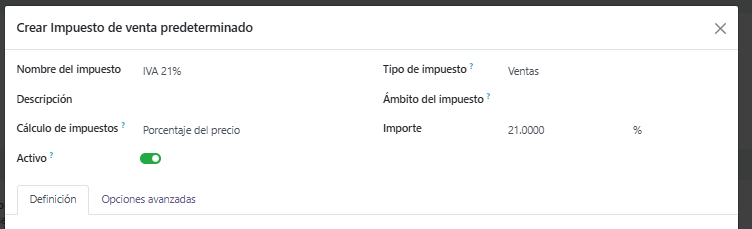 Crear Impuesto de venta predeterminado
Nombre del impuesto IVA 21% Tipo de impuesto ? Ventas
Descripción Ámbito del impuesto ?
Cálculo de impuestos ? Porcentaje del precio Importe 21.0000 %
Activo ?
Definición Opciones avanzadas